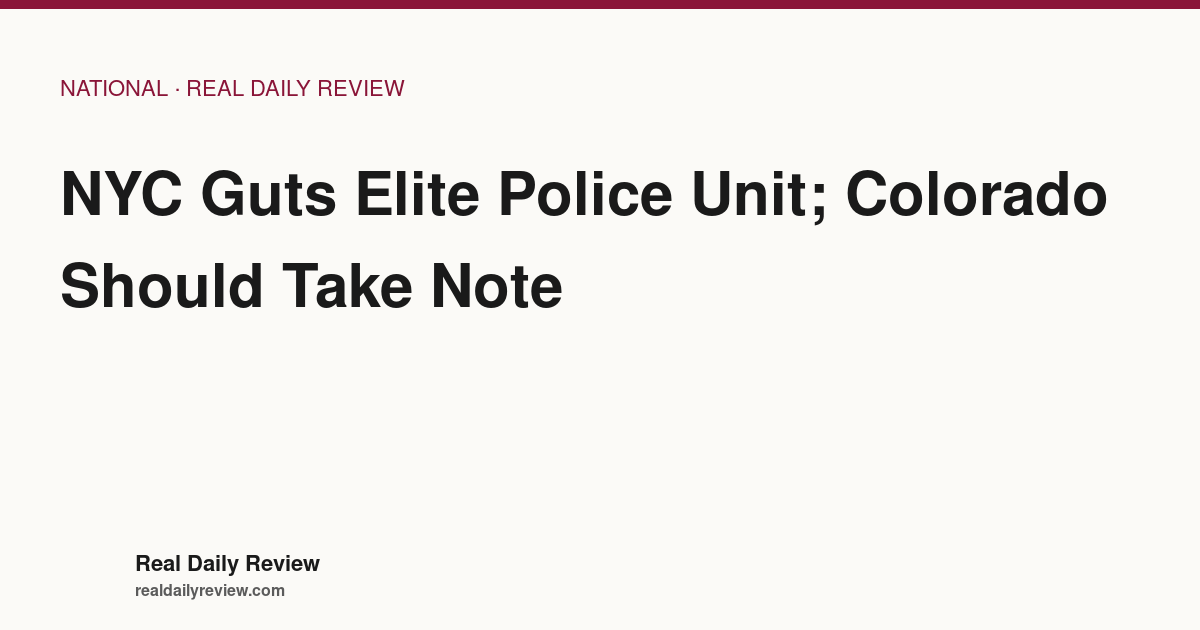 NATIONAL · REAL DAILY REVIEW
NYC Guts Elite Police Unit; Colorado
Should Take Note
Real Daily Review
realdailyreview.com